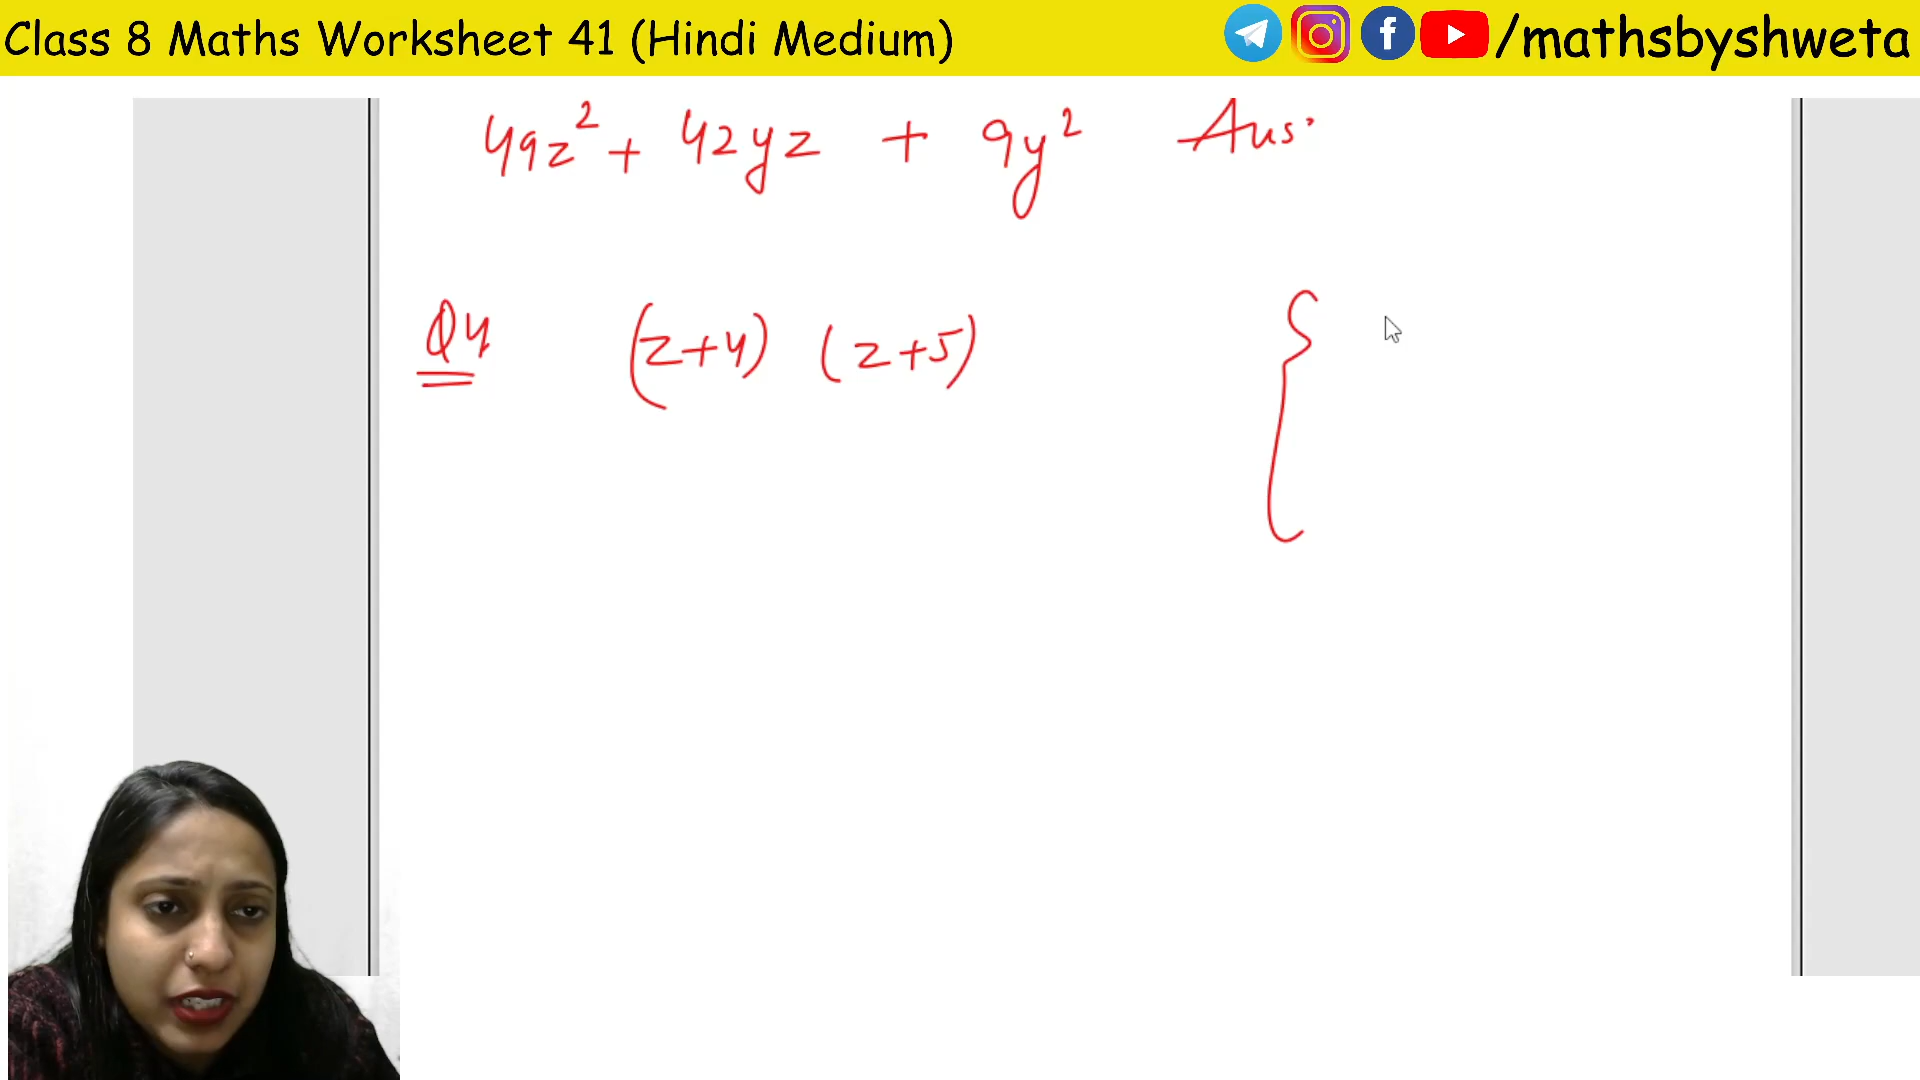 Class 8 Maths Worksheet 41 (Hindi Medium)
/mathsbyshweta
49z² + 42yz + 9y² Ans.
Q4 (z+4) (z+5)